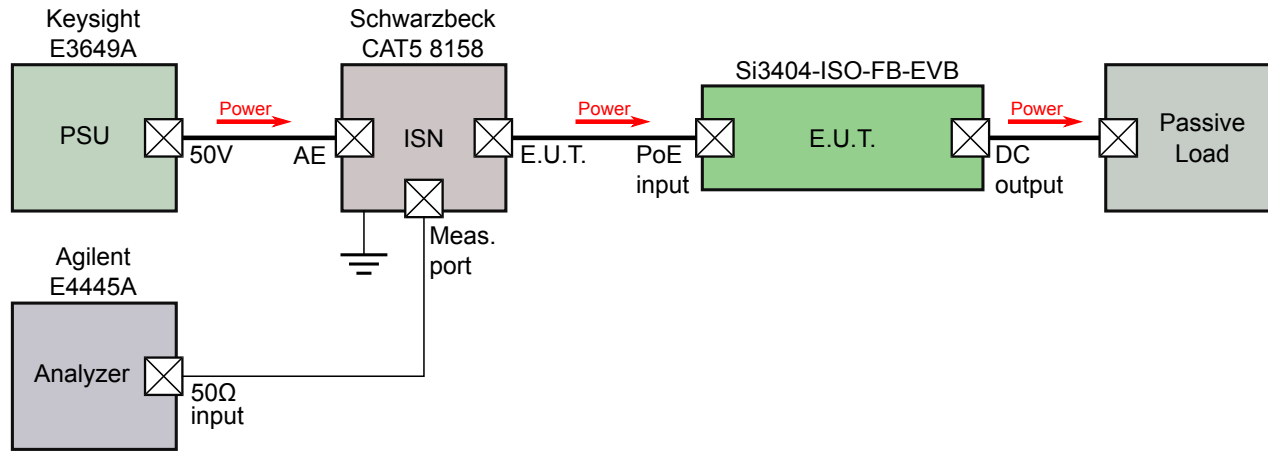 Keysight
E3649A
PSU
50V
Power
Schwarzbeck
CAT5 8158
AE
ISN
E.U.T.
Meas.
port
Power
Si3404-ISO-FB-EVB
PoE
input
E.U.T.
DC
output
Power
Passive
Load
Agilent
E4445A
Analyzer
50Ω
input